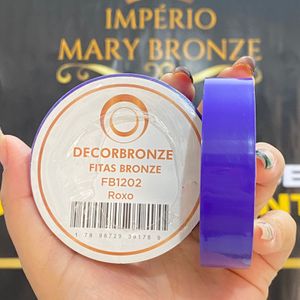 IMPÉRIO
MARY BRONZE
DECORBRONZE
FITAS BRONZE
FB1202
Roxo